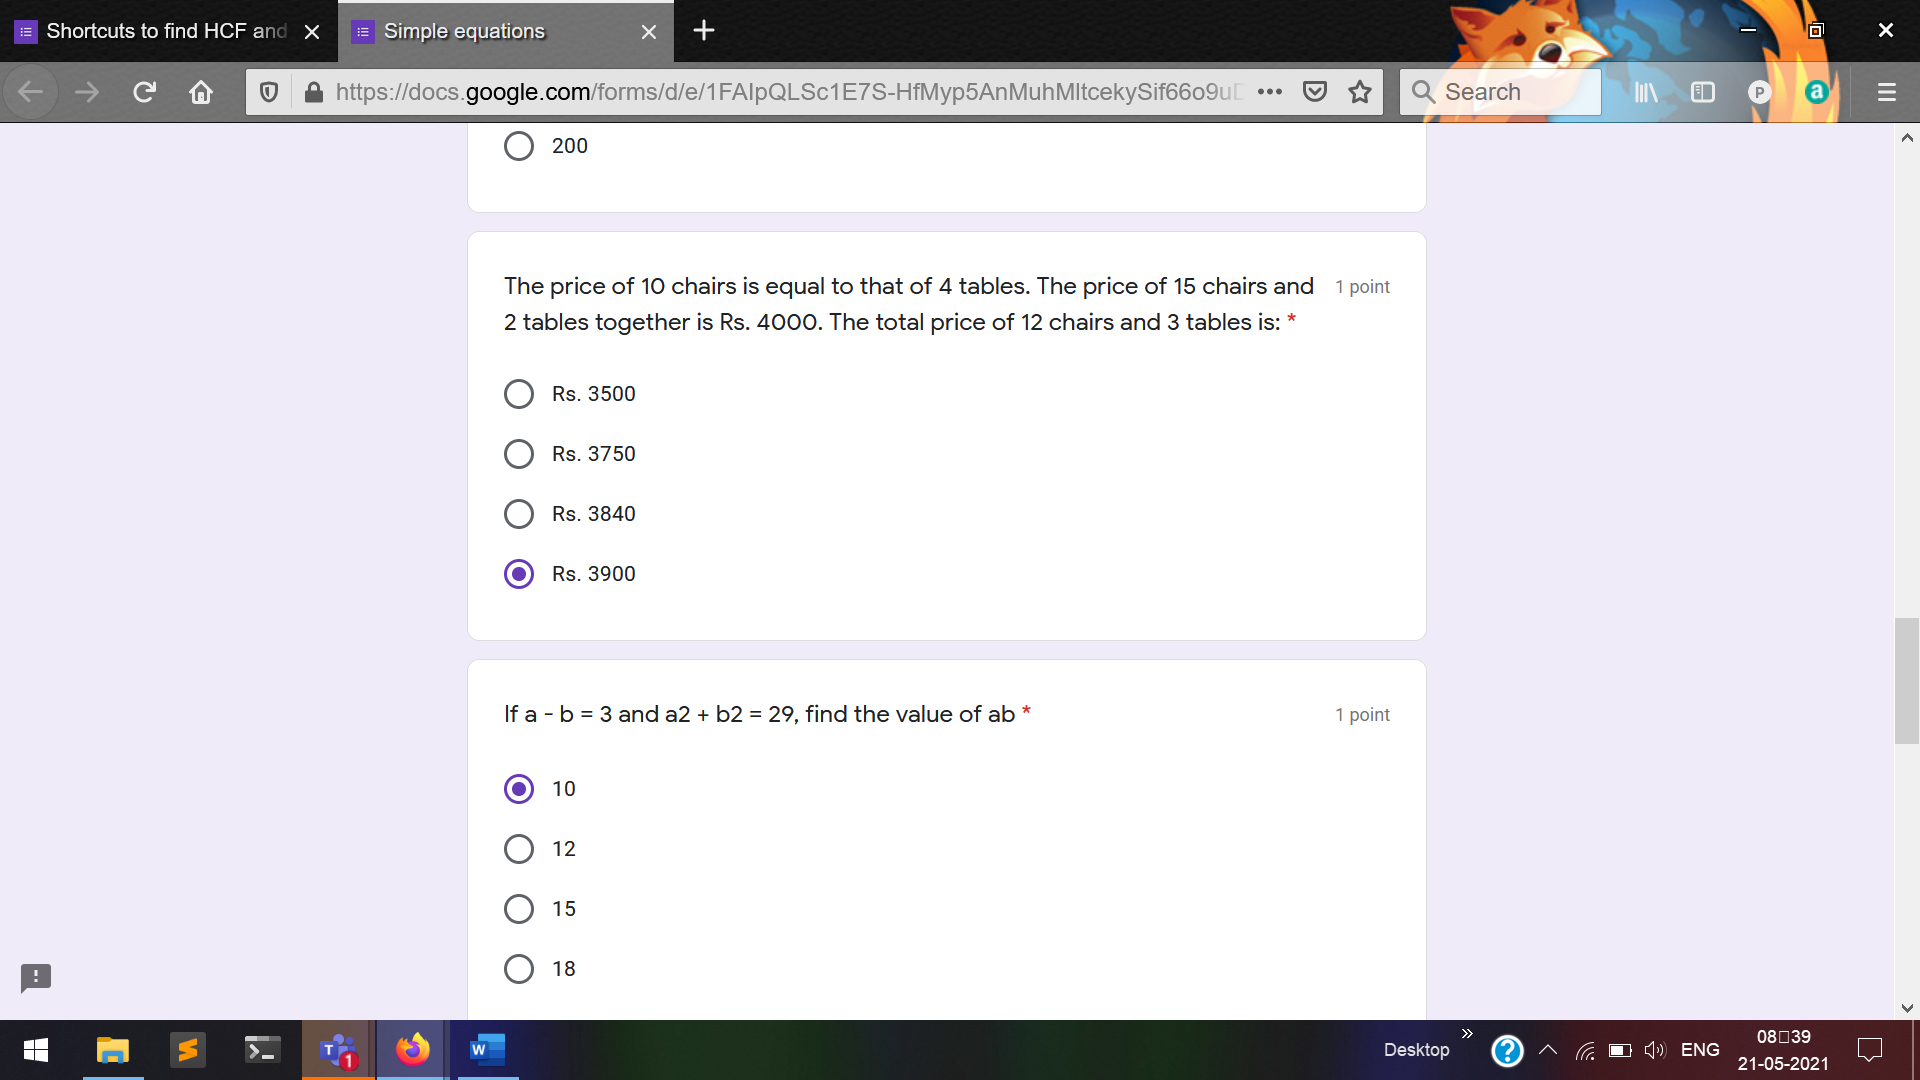 Shortcuts to find HCF and
Simple equations
https://docs.google.com/forms/d/e/1FAIpQLSc1E7S-HfMyp5AnMuhMltcekySif66o9uD
Search
200
The price of 10 chairs is equal to that of 4 tables. The price of 15 chairs and
2 tables together is Rs. 4000. The total price of 12 chairs and 3 tables is: *
1 point
Rs. 3500
Rs. 3750
Rs. 3840
Rs. 3900
If a - b = 3 and a2 + b2 = 29, find the value of ab *
1 point
10
12
15
18
Desktop
ENG
08▯39
21-05-2021